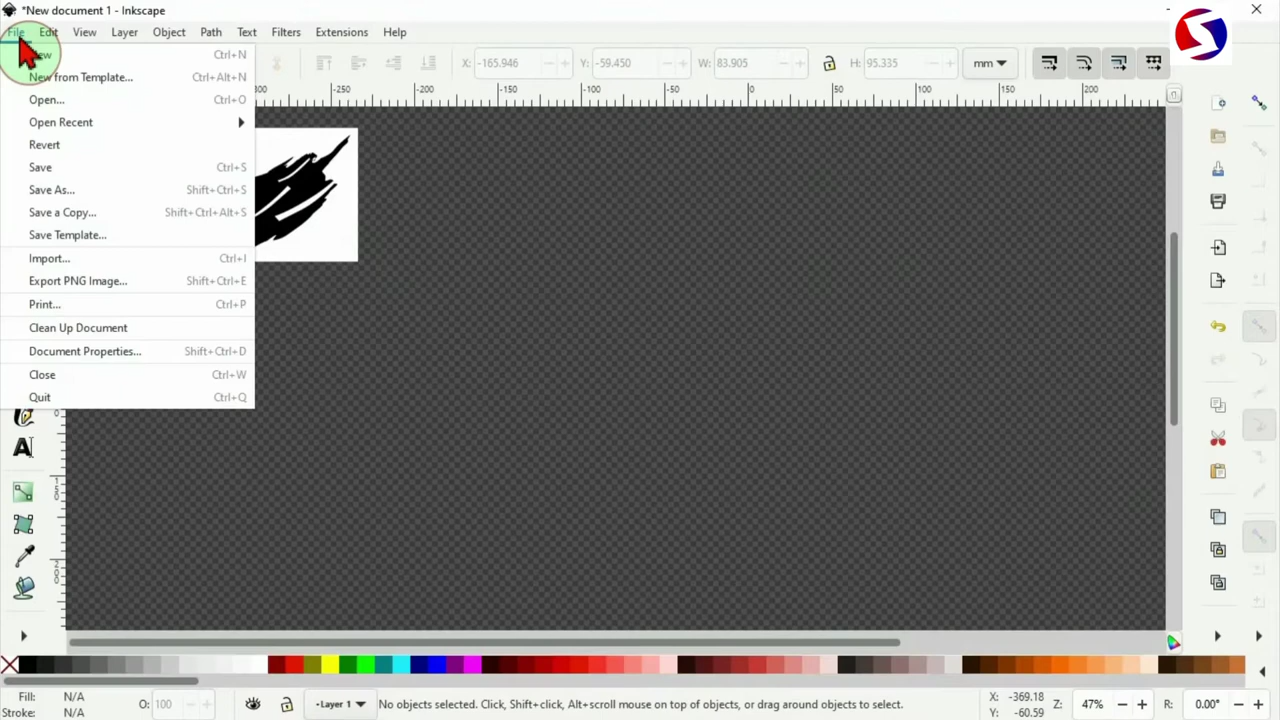 *New document 1 - Inkscape
File Edit View Layer Object Path Text Filters Extensions Help
Ctrl+N
New from Template... Ctrl+Alt+N
Open... Ctrl+O
Open Recent
Revert
Save Ctrl+S
Save As... Shift+Ctrl+S
Save a Copy... Shift+Ctrl+Alt+S
Save Template...
Import... Ctrl+I
Export PNG Image... Shift+Ctrl+E
Print... Ctrl+P
Clean Up Document
Document Properties... Shift+Ctrl+D
Close Ctrl+W
Quit Ctrl+Q
X: -165.946 Y: -59.450 W: 83.905 H: 95.335 mm
300 -250 -200 -150 -100 -50 0 50 100 150 200
Fill: N/A
Stroke: N/A
O: 100
-Layer 1
No objects selected. Click, Shift+click, Alt+scroll mouse on top of objects, or drag around objects to select.
X: -369.18
Y: -60.59
Z: 47%
R: 0.00°